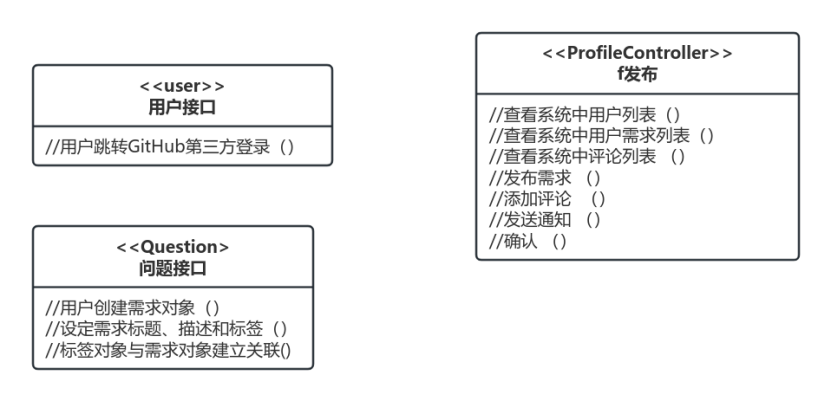 <<user>>
用户接口
//用户跳转GitHub第三方登录（）
<<Question>
问题接口
//用户创建需求对象（）
//设定需求标题、描述和标签（）
//标签对象与需求对象建立关联()
<<ProfileController>>
f发布
//查看系统中用户列表（）
//查看系统中用户需求列表（）
//查看系统中评论列表 （）
//发布需求 （）
//添加评论 （）
//发送通知 （）
//确认 （）